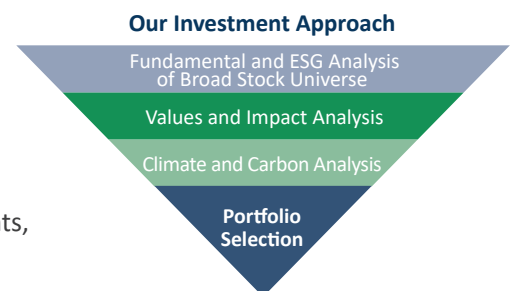 Our Investment Approach
Fundamental and ESG Analysis
of Broad Stock Universe
Values and Impact Analysis
Climate and Carbon Analysis
Portfolio
Selection